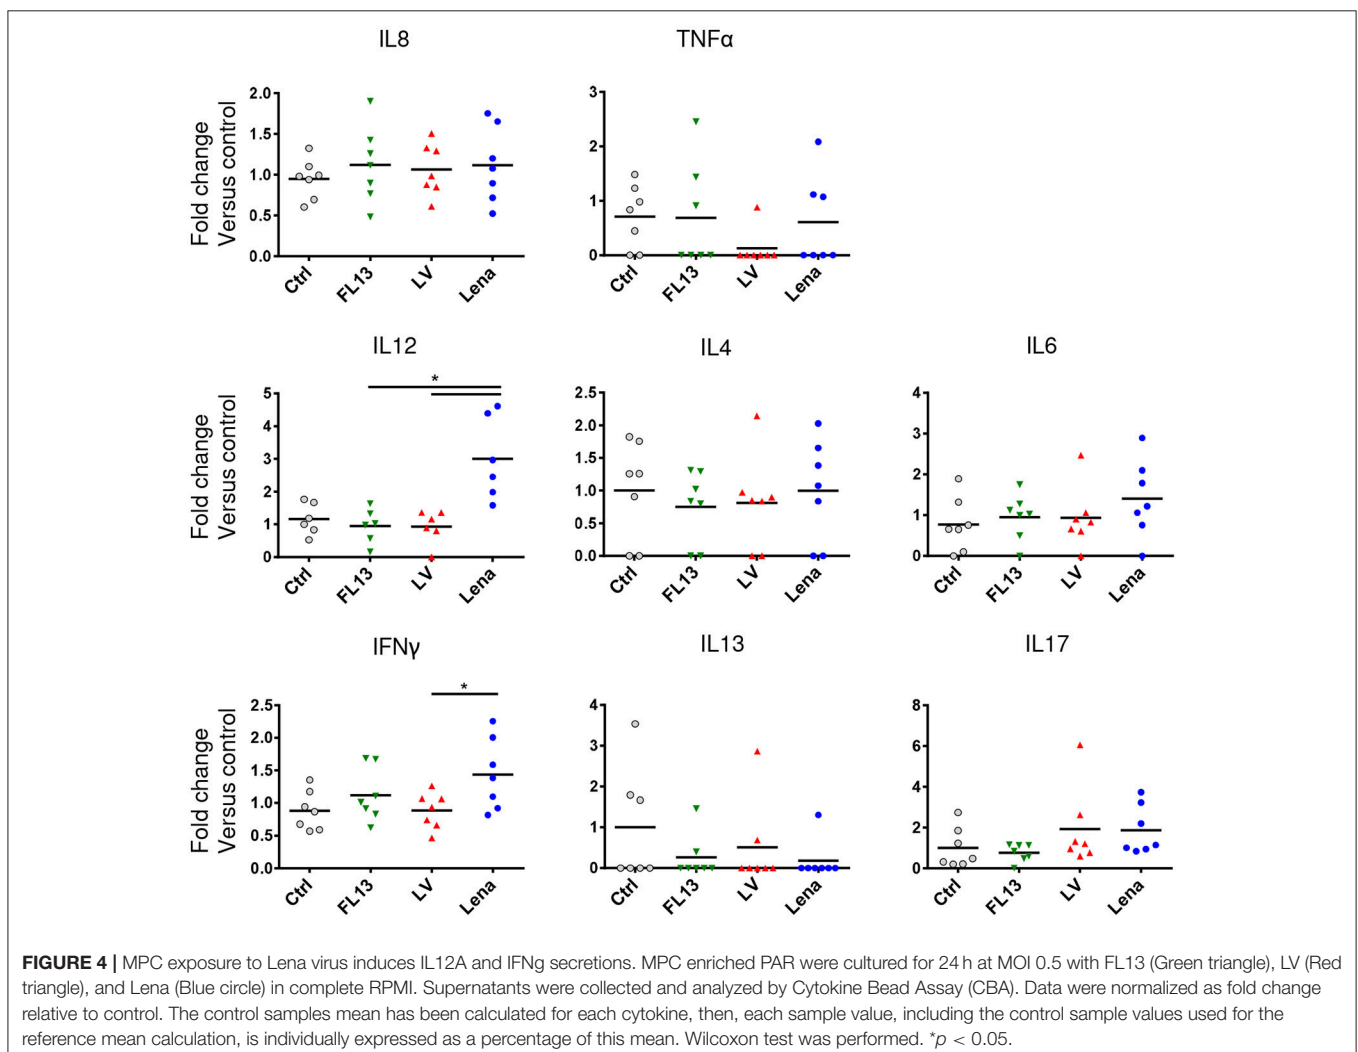 IL8
TNFα
Fold change
Versus control
2.0
1.5
1.0
0.5
0.0
Ctrl
FL13
LV
Lena
3
2
1
0
Ctrl
FL13
LV
Lena
IL12
IL4
IL6
Fold change
Versus control
*
5
4
3
2
1
0
Ctrl
FL13
LV
Lena
2.5
2.0
1.5
1.0
0.5
0.0
Ctrl
FL13
LV
Lena
4
3
2
1
0
Ctrl
FL13
LV
Lena
IFNγ
IL13
IL17
Fold change
Versus control
*
2.5
2.0
1.5
1.0
0.5
0.0
Ctrl
FL13
LV
Lena
4
3
2
1
0
Ctrl
FL13
LV
Lena
8
6
4
2
0
Ctrl
FL13
LV
Lena
FIGURE 4 | MPC exposure to Lena virus induces IL12A and IFNg secretions. MPC enriched PAR were cultured for 24 h at MOI 0.5 with FL13 (Green triangle), LV (Red
triangle), and Lena (Blue circle) in complete RPMI. Supernatants were collected and analyzed by Cytokine Bead Assay (CBA). Data were normalized as fold change
relative to control. The control samples mean has been calculated for each cytokine, then, each sample value, including the control sample values used for the
reference mean calculation, is individually expressed as a percentage of this mean. Wilcoxon test was performed. *p < 0.05.